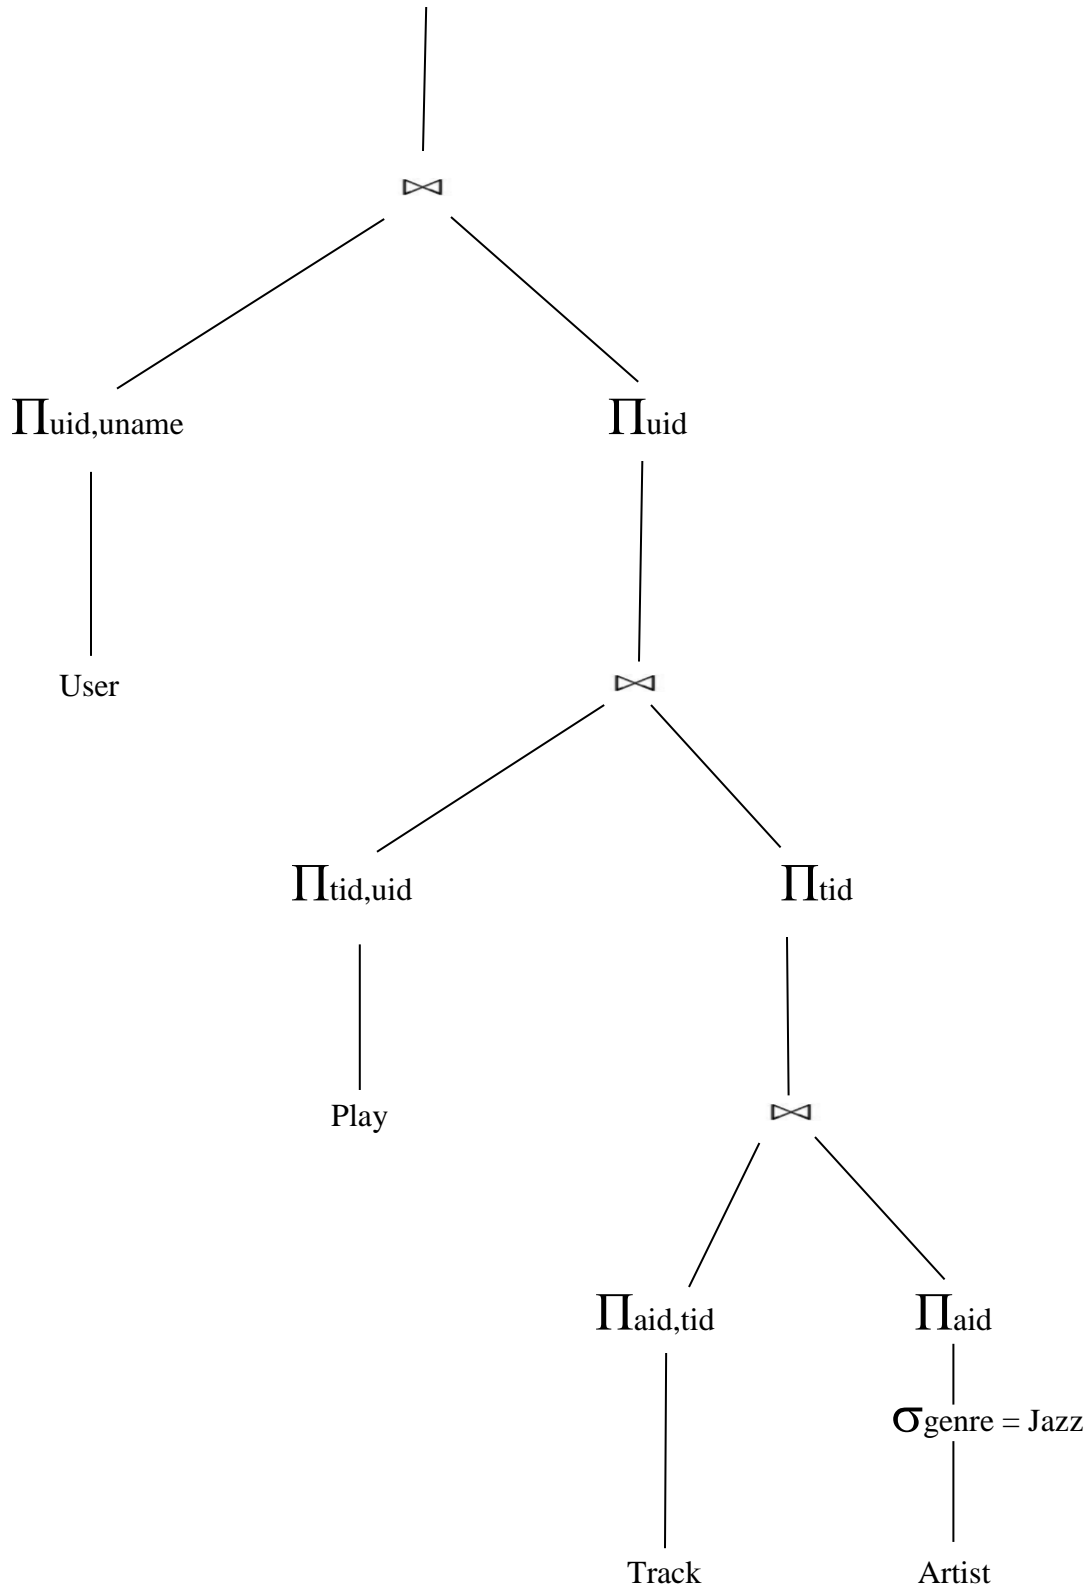 ⋈
Πuid,uname Πuid
User
⋈
Πtid,uid Πtid
Play
⋈
Πaid,tid Πaid
σgenre = Jazz
Track Artist